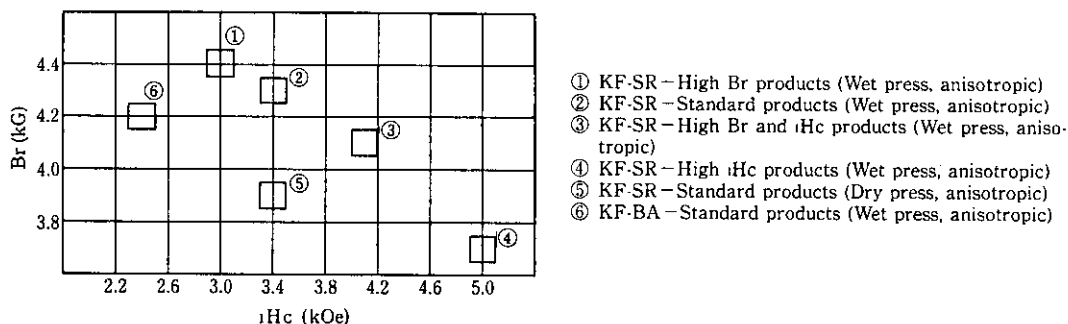 ①
4.4
②
⑥
4.2
③
Br (kG)
4.0
⑤
3.8
④
2.2 2.6 3.0 3.4 3.8 4.2 4.6 5.0
ıHc (kOe)
① KF-SR－High Br products (Wet press, anisotropic)
② KF-SR－Standard products (Wet press, anisotropic)
③ KF-SR－High Br and ıHc products (Wet press, aniso-
tropic)
④ KF-SR－High ıHc products (Wet press, anisotropic)
⑤ KF-SR－Standard products (Dry press, anisotropic)
⑥ KF-BA－Standard products (Wet press, anisotropic)